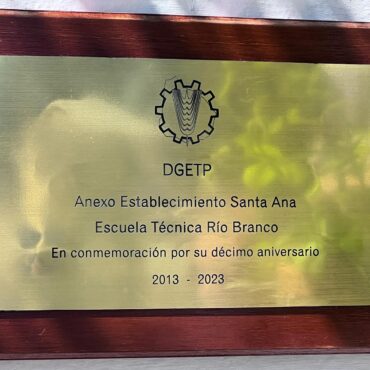 DGETP
Anexo Establecimiento Santa Ana
Escuela Técnica Río Branco
En conmemoración por su décimo aniversario
2013 - 2023